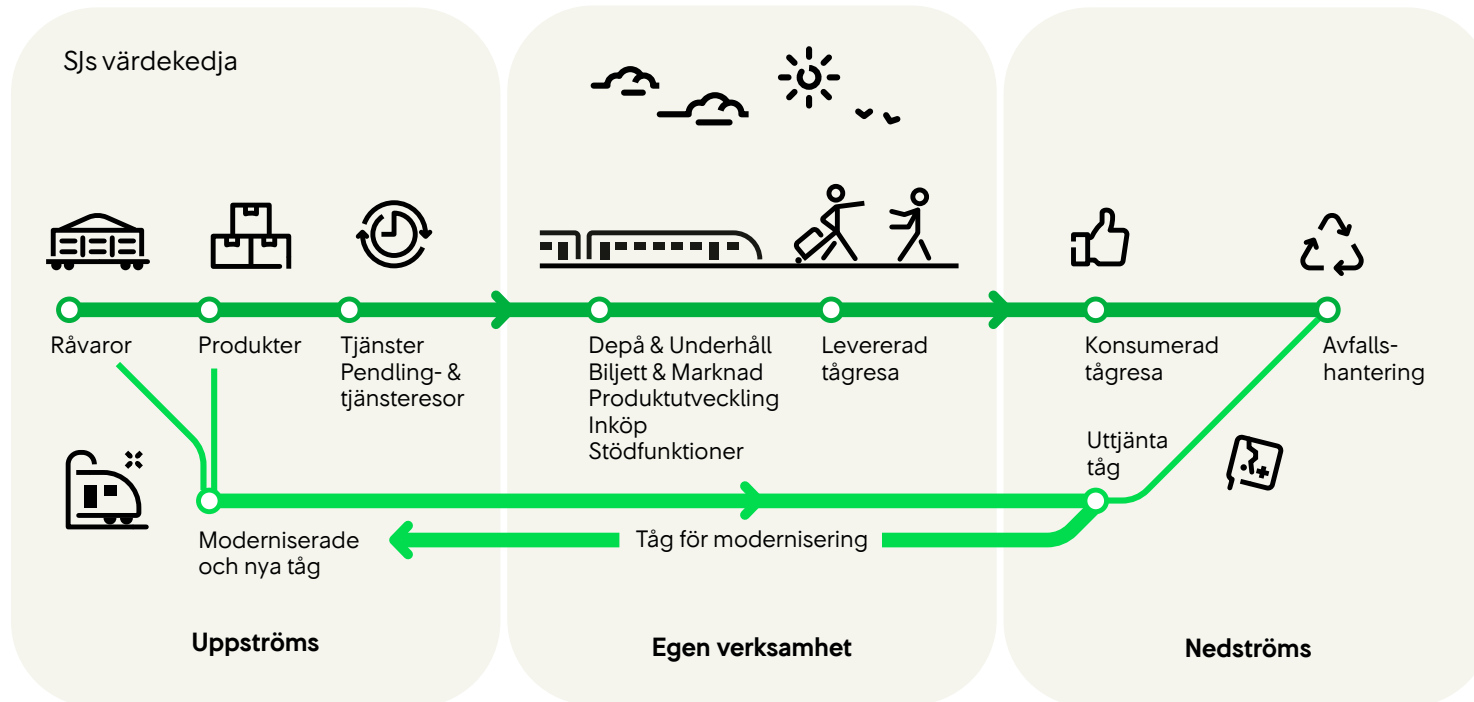 SJs värdekedja
Råvaror
Produkter
Tjänster
Pendling- &
tjänsteresor
Depå & Underhåll
Biljett & Marknad
Produktutveckling
Inköp
Stödfunktioner
Levererad
tågresa
Konsumerad
tågresa
Avfalls-
hantering
Uttjänta
tåg
Moderniserade
och nya tåg
Tåg för modernisering
Uppströms
Egen verksamhet
Nedströms